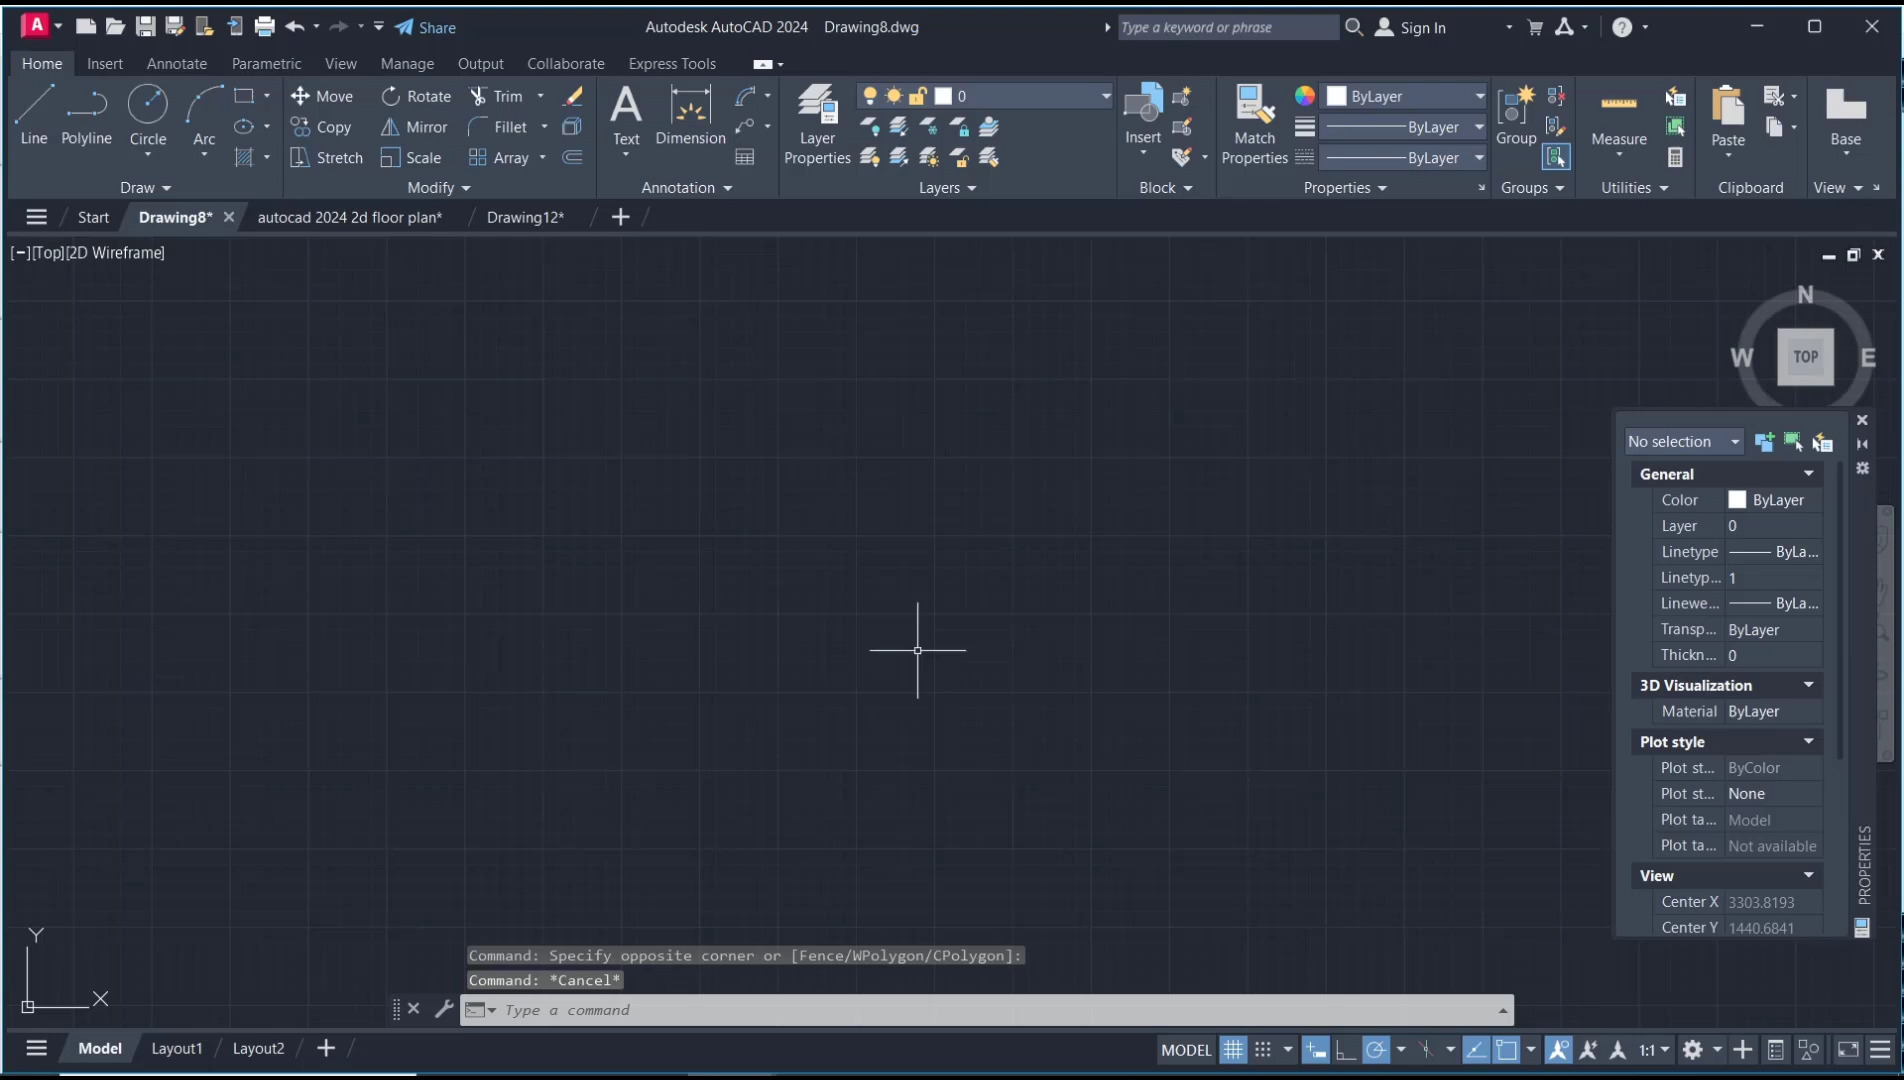 A Share Autodesk AutoCAD 2024 Drawing8.dwg Type a keyword or phrase Sign In ?
Home Insert Annotate Parametric View Manage Output Collaborate Express Tools
Move Rotate Trim 0 ByLayer
Copy Mirror Fillet ByLayer
Line Polyline Circle Arc Text Dimension Layer Properties Insert Match Properties Group Measure Paste Base
Stretch Scale Array ByLayer
Draw Modify Annotation Layers Block Properties Groups Utilities Clipboard View
Start Drawing8* autocad 2024 2d floor plan* Drawing12*
[−][Top][2D Wireframe]
N
W TOP E
No selection
General
Color ByLayer
Layer 0
Linetype ByLa...
Linetyp... 1
Linewe... ByLa...
Transp... ByLayer
Thickn... 0
3D Visualization
Material ByLayer
Plot style
Plot st... ByColor
Plot st... None
Plot ta... Model
Plot ta... Not available
View
Center X 3303.8193
Center Y 1440.6841
PROPERTIES
Y
X
Command: Specify opposite corner or [Fence/WPolygon/CPolygon]:
Command: *Cancel*
Type a command
Model Layout1 Layout2 MODEL 1:1